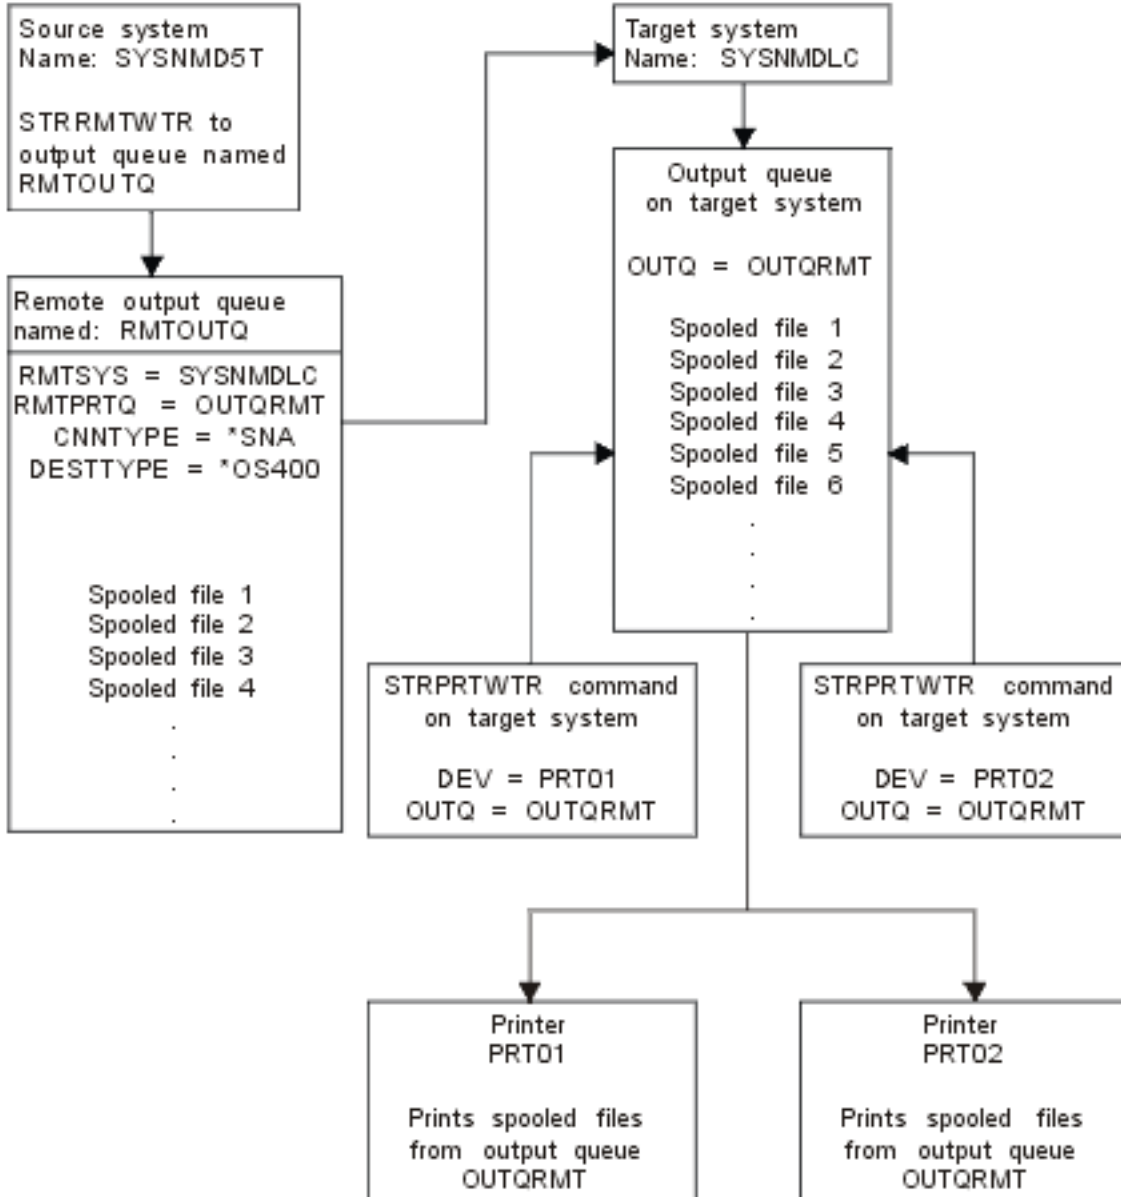 Source system
Name: SYSNMD5T
STRRMTWTR to
output queue named
RMTOUTQ
Remote output queue
named: RMTOUTQ
RMTSYS = SYSNMDLC
RMTPRTQ = OUTQRMT
CNNTYPE = *SNA
DESTTYPE = *OS400
Spooled file 1
Spooled file 2
Spooled file 3
Spooled file 4
.
.
.
.
Target system
Name: SYSNMDLC
Output queue
on target system
OUTQ = OUTQRMT
Spooled file 1
Spooled file 2
Spooled file 3
Spooled file 4
Spooled file 5
Spooled file 6
.
.
.
.
STRPRTWTR command
on target system
DEV = PRT01
OUTQ = OUTQRMT
STRPRTWTR command
on target system
DEV = PRT02
OUTQ = OUTQRMT
Printer
PRT01
Prints spooled files
from output queue
OUTQRMT
Printer
PRT02
Prints spooled files
from output queue
OUTQRMT